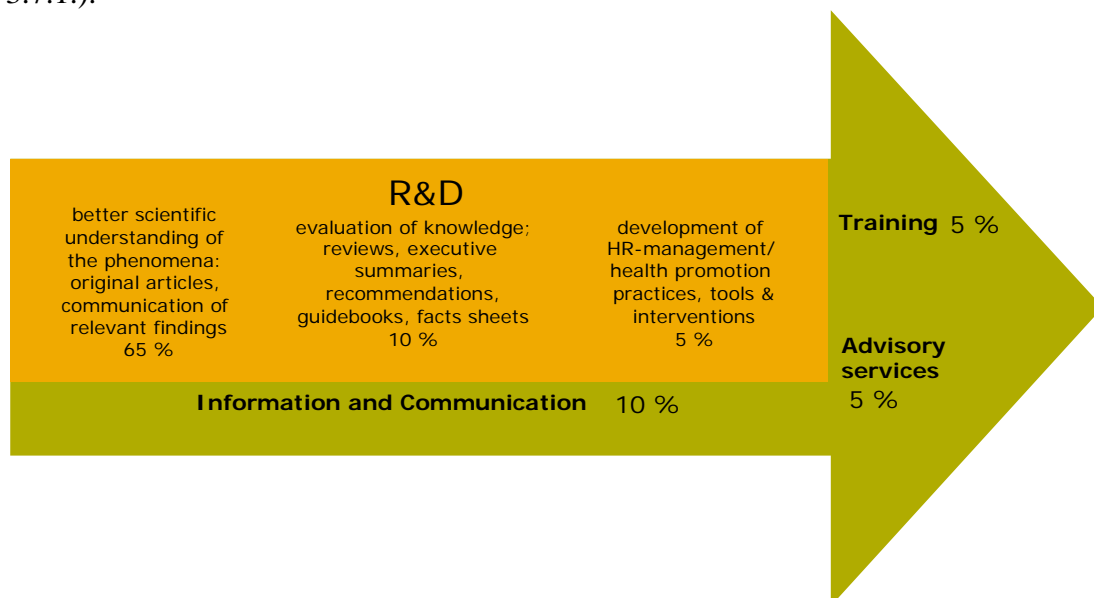 5.7.1.).
R&D
better scientific
understanding of
the phenomena:
original articles,
communication of
relevant findings
65 %
evaluation of knowledge;
reviews, executive
summaries,
recommendations,
guidebooks, facts sheets
10 %
development of
HR-management/
health promotion
practices, tools &
interventions
5 %
Training 5 %
Advisory
services
5 %
Information and Communication 10 %